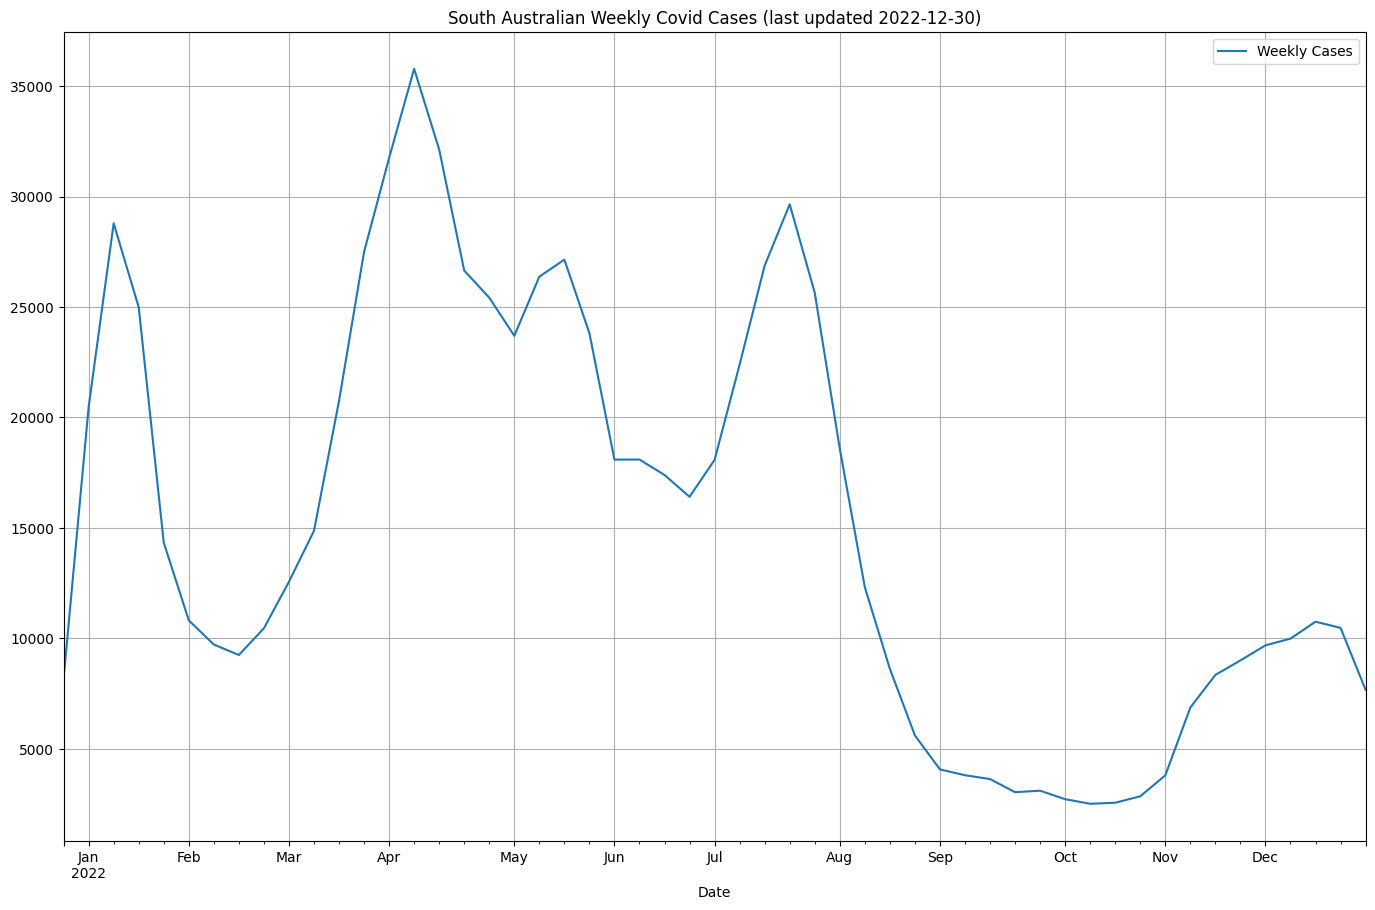 South Australian Weekly Covid Cases (last updated 2022-12-30)
Weekly Cases
35000
30000
25000
20000
15000
10000
5000
Jan Feb Mar Apr May Jun Jul Aug Sep Oct Nov Dec
2022
Date